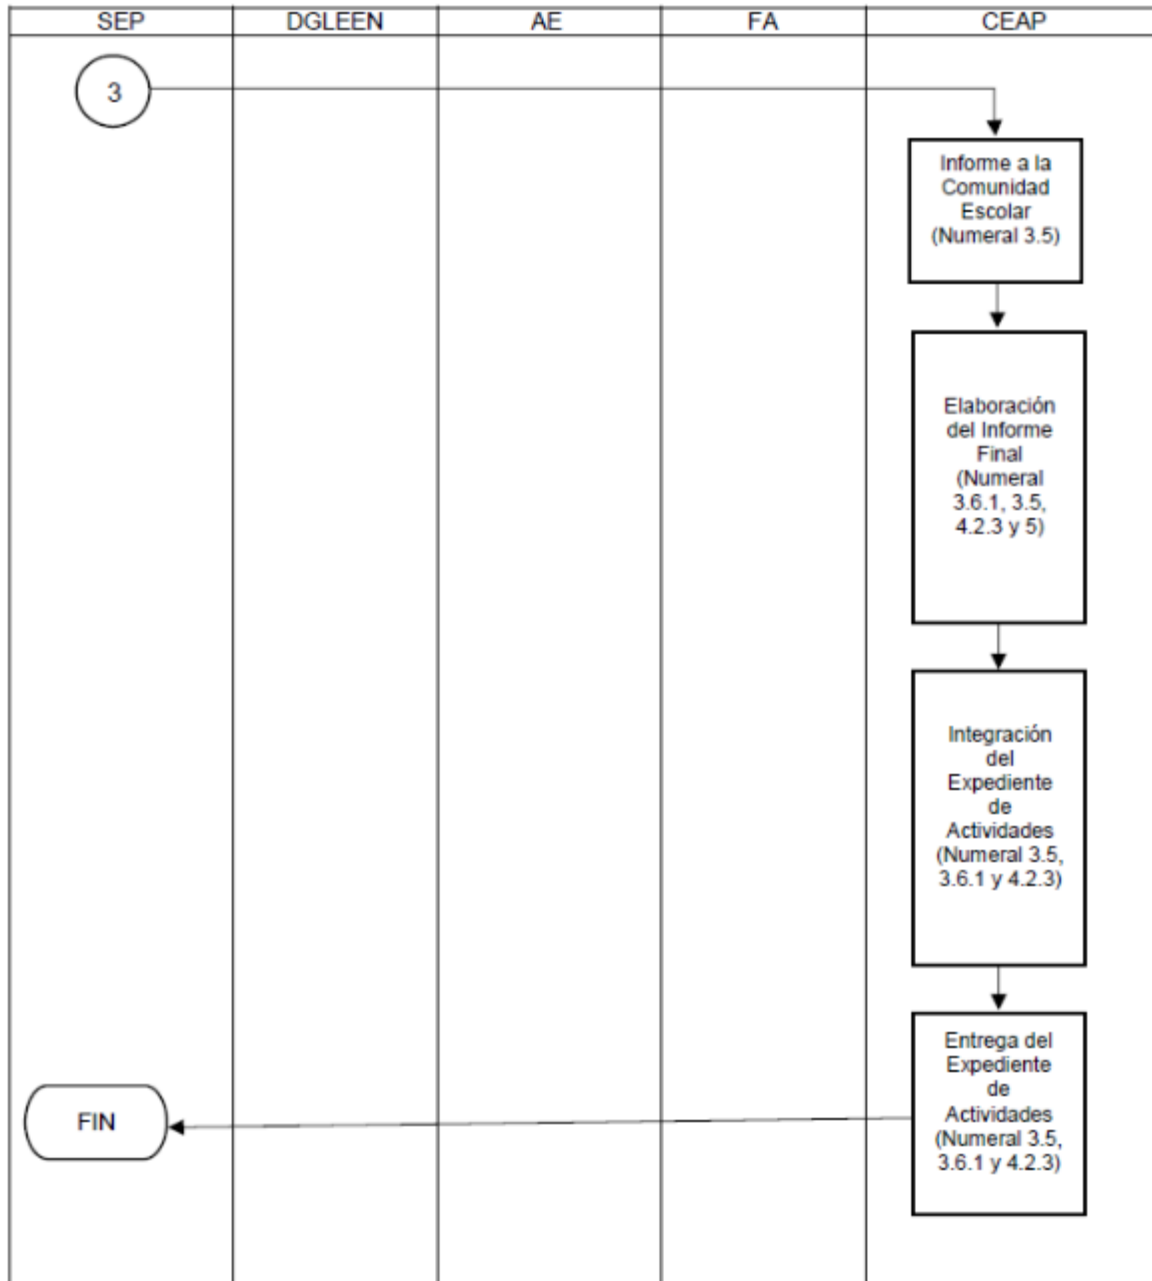 SEP DGLEEN AE FA CEAP
3
Informe a la
Comunidad
Escolar
(Numeral 3.5)
Elaboración
del Informe
Final
(Numeral
3.6.1, 3.5,
4.2.3 y 5)
Integración
del
Expediente
de
Actividades
(Numeral 3.5,
3.6.1 y 4.2.3)
Entrega del
Expediente
de
Actividades
(Numeral 3.5,
3.6.1 y 4.2.3)
FIN